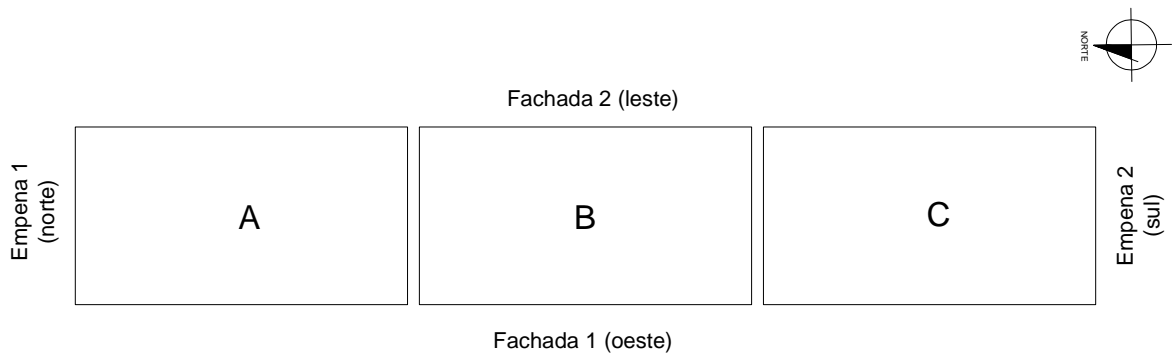 NORTE
Fachada 2 (leste)
Empena 1
(norte)
A
B
C
Empena 2
(sul)
Fachada 1 (oeste)